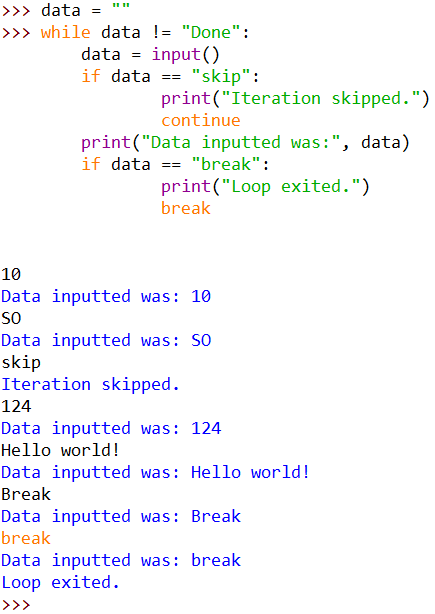 >>> data = ""
>>> while data != "Done":
        data = input()
        if data == "skip":
                print("Iteration skipped.")
                continue
        print("Data inputted was:", data)
        if data == "break":
                print("Loop exited.")
                break
10
Data inputted was: 10
SO
Data inputted was: SO
skip
Iteration skipped.
124
Data inputted was: 124
Hello world!
Data inputted was: Hello world!
Break
Data inputted was: Break
break
Data inputted was: break
Loop exited.
>>>